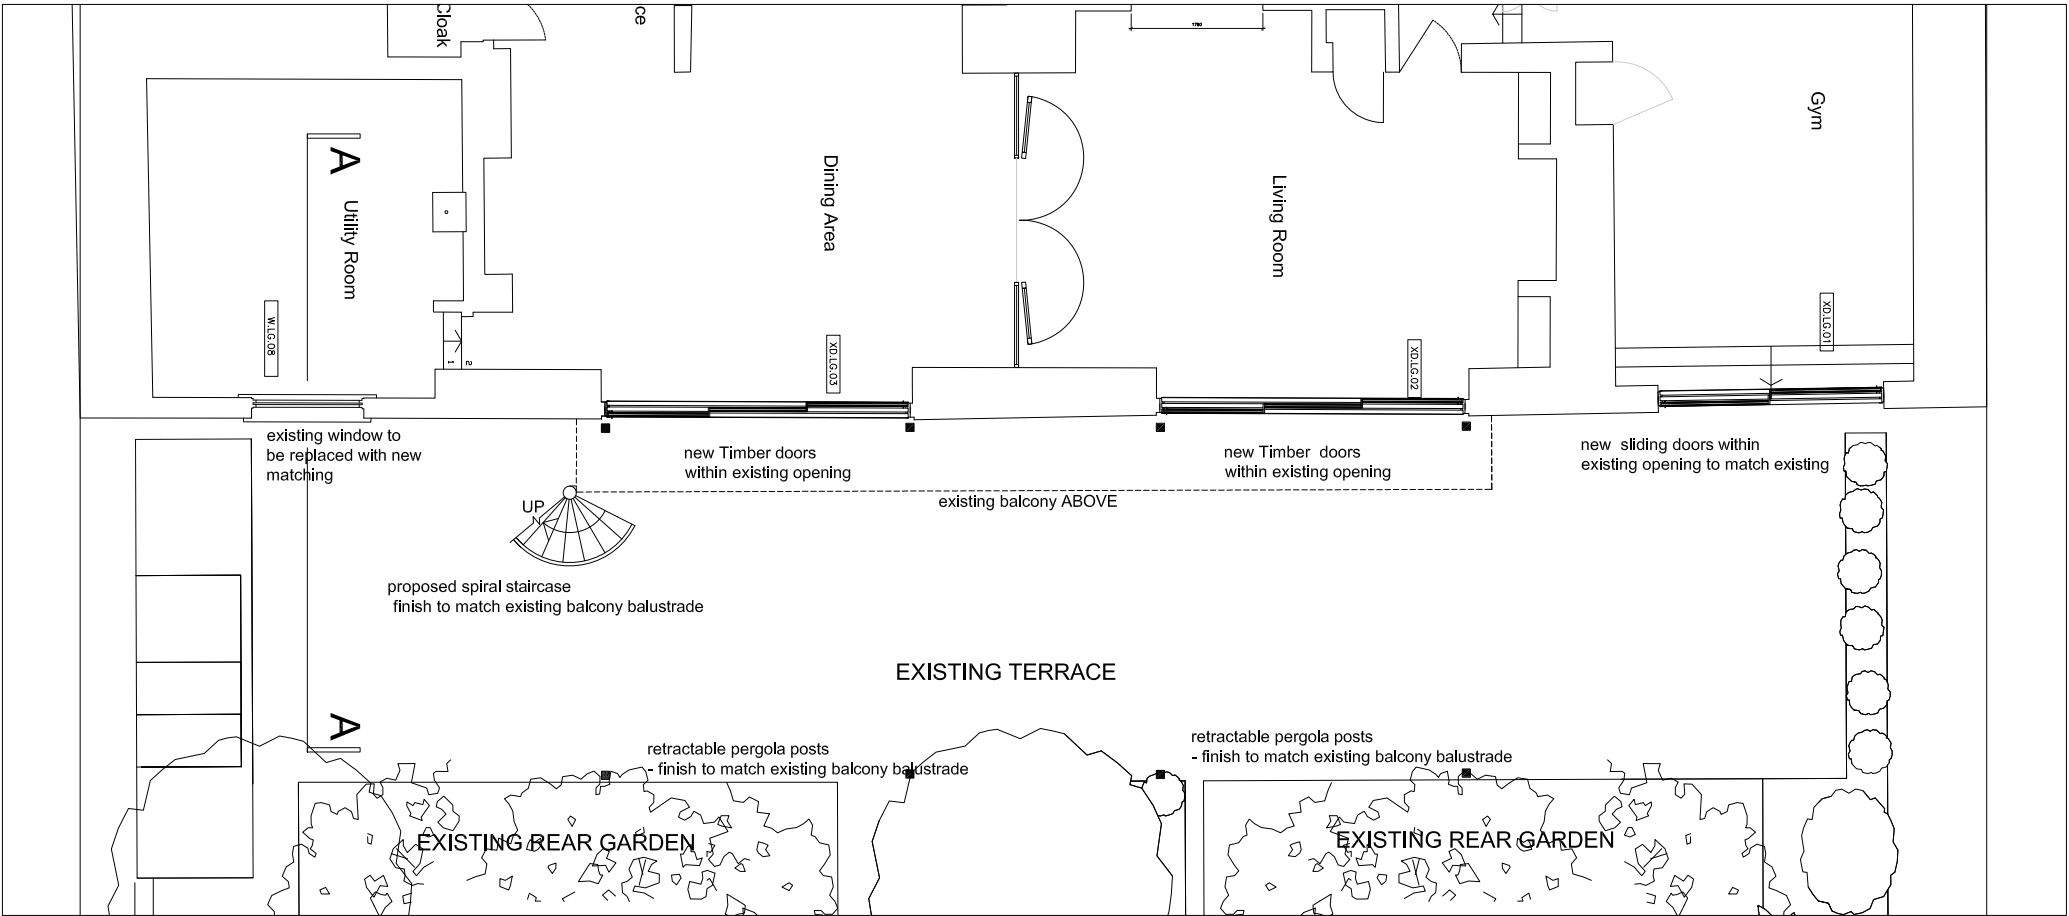 Cloak
ce
1760
Gym
A
Utility Room
Dining Area
Living Room
W.LG.08
XD.LG.03
XD.LG.02
XD.LG.01
1
2
existing window to
be replaced with new
matching
new Timber doors
within existing opening
new Timber doors
within existing opening
new sliding doors within
existing opening to match existing
existing balcony ABOVE
UP
proposed spiral staircase
finish to match existing balcony balustrade
EXISTING TERRACE
A
retractable pergola posts
- finish to match existing balcony balustrade
retractable pergola posts
- finish to match existing balcony balustrade
EXISTING REAR GARDEN
EXISTING REAR GARDEN